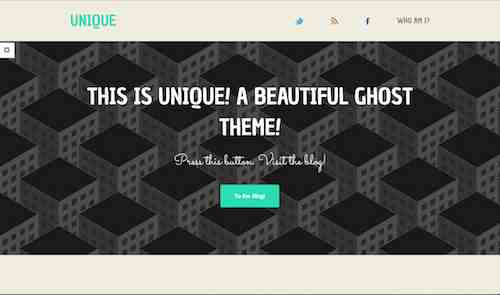 UNIQUE
WHO AM I?
THIS IS UNIQUE! A BEAUTIFUL GHOST
THEME!
Press this button. Visit the blog!
To the Blog!